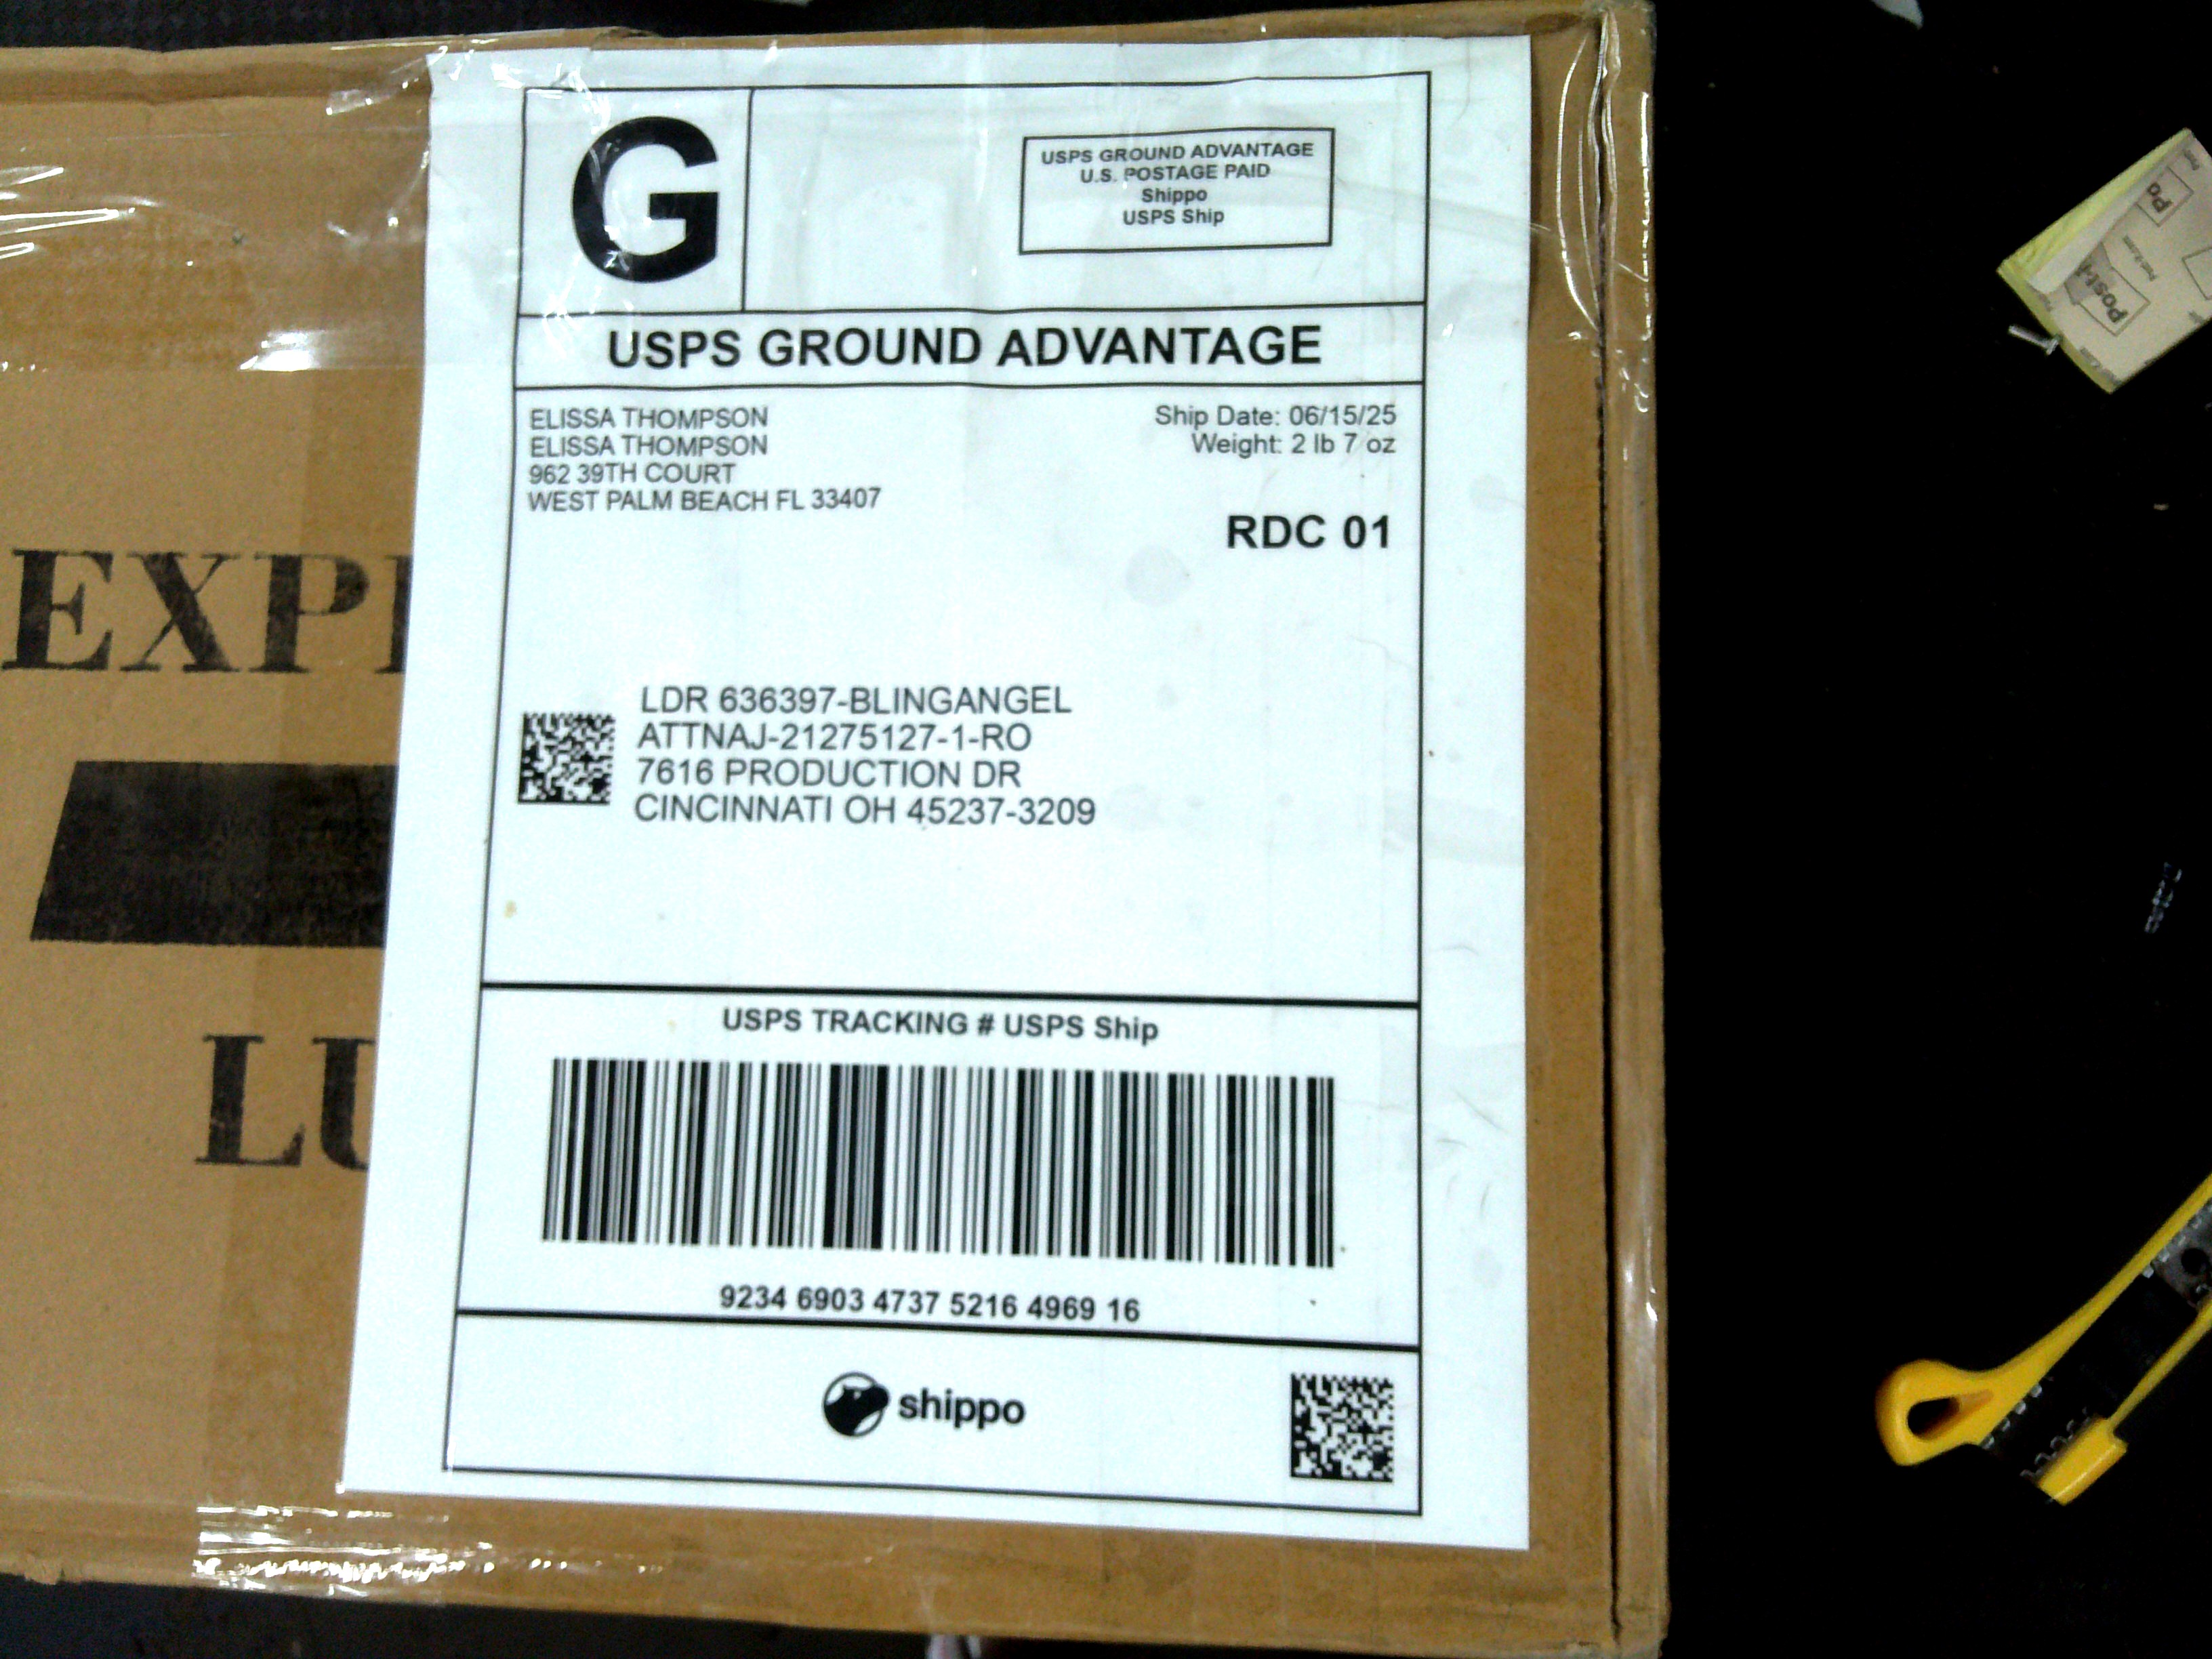 G
USPS GROUND ADVANTAGE
U.S. POSTAGE PAID
Shippo
USPS Ship
USPS GROUND ADVANTAGE
ELISSA THOMPSON
ELISSA THOMPSON
962 39TH COURT
WEST PALM BEACH FL 33407
Ship Date: 06/15/25
Weight: 2 lb 7 oz
RDC 01
LDR 636397-BLINGANGEL
ATTNAJ-21275127-1-RO
7616 PRODUCTION DR
CINCINNATI OH 45237-3209
USPS TRACKING # USPS Ship
9234 6903 4737 5216 4969 16
shippo
EXP
LU